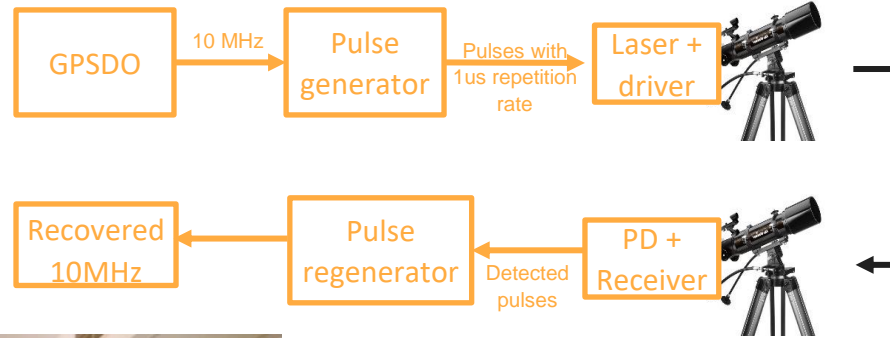 GPSDO
10 MHz
Pulse
generator
Pulses with
1us repetition
rate
Laser +
driver
Recovered
10MHz
Pulse
regenerator
Detected
pulses
PD +
Receiver